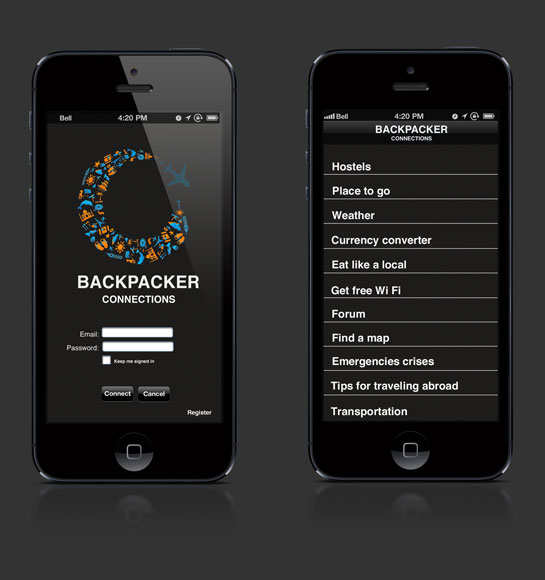 Bell 4:20 PM
BACKPACKER
CONNECTIONS
Email:
Password:
Keep me signed in
Connect Cancel
Register
Bell 4:20 PM
BACKPACKER
CONNECTIONS
Hostels
Place to go
Weather
Currency converter
Eat like a local
Get free Wi Fi
Forum
Find a map
Emergencies crises
Tips for traveling abroad
Transportation